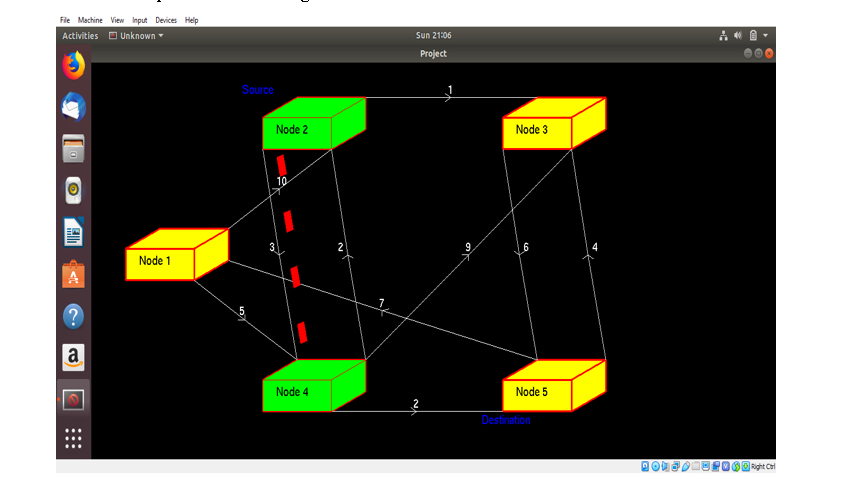 File Machine View Input Devices Help
Activities Unknown Sun 21:06
Project
Source
1
Node 2
Node 3
10
3
2
9
6
4
Node 1
5
7
Node 4
Node 5
2
Destination
Right Ctrl